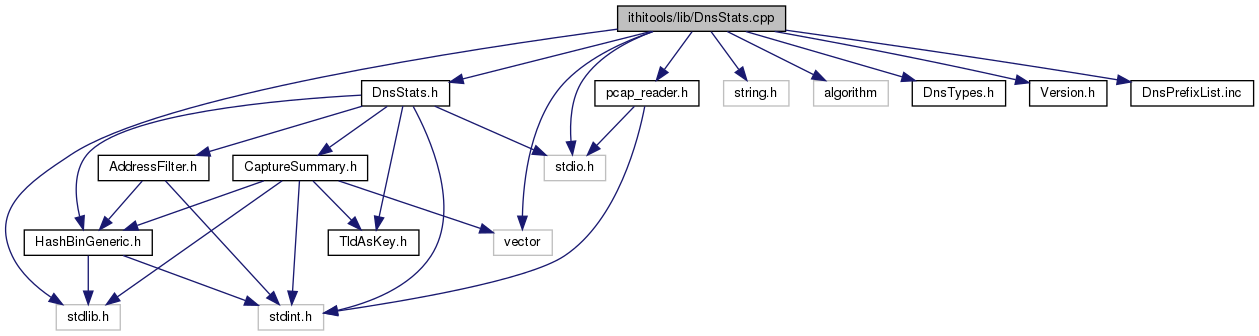 ithitools/lib/DnsStats.cpp
DnsStats.h
pcap_reader.h
string.h
algorithm
DnsTypes.h
Version.h
DnsPrefixList.inc
AddressFilter.h
CaptureSummary.h
stdio.h
HashBinGeneric.h
TldAsKey.h
vector
stdlib.h
stdint.h